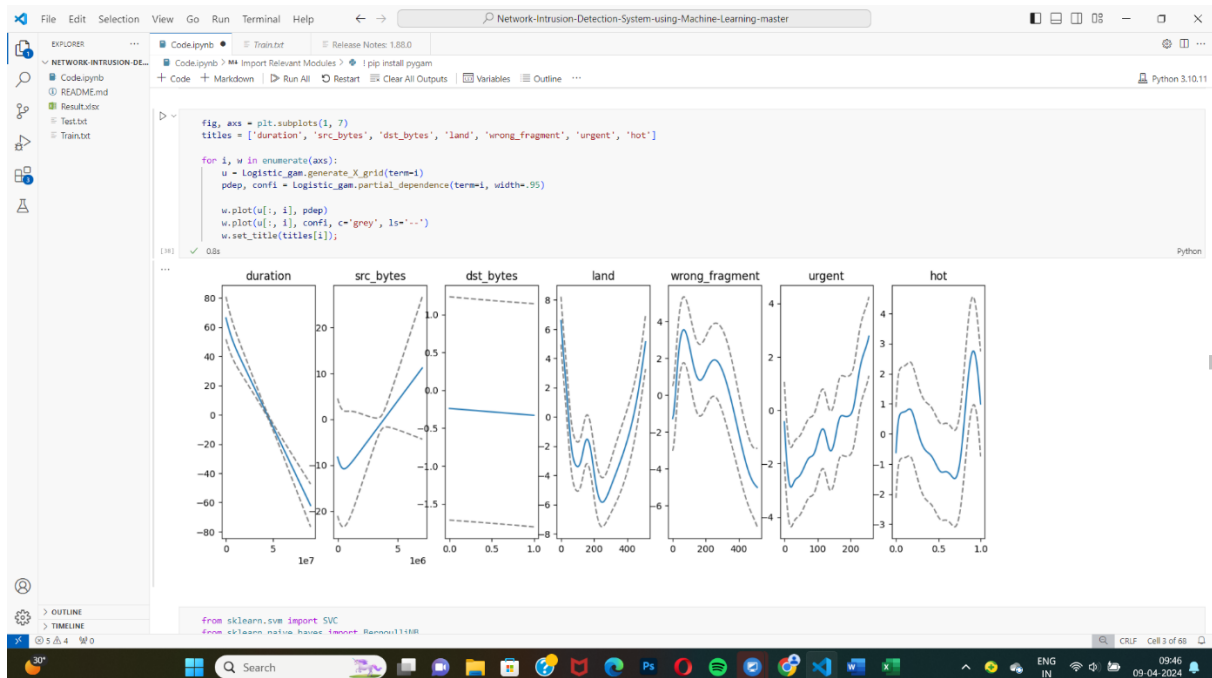 File Edit Selection View Go Run Terminal Help
Network-Intrusion-Detection-System-using-Machine-Learning-master
EXPLORER
NETWORK-INTRUSION-DE...
Code.ipynb
README.md
Result.xlsx
Test.txt
Train.txt
OUTLINE
TIMELINE
Code.ipynb
Train.txt
Release Notes: 1.88.0
Code.ipynb > M↓ Import Relevant Modules > ! pip install pygam
+ Code + Markdown Run All Restart Clear All Outputs Variables Outline ...
Python 3.10.11
fig, axs = plt.subplots(1, 7)
titles = ['duration', 'src_bytes', 'dst_bytes', 'land', 'wrong_fragment', 'urgent', 'hot']
for i, w in enumerate(axs):
u = Logistic_gam.generate_X_grid(term=i)
pdep, confi = Logistic_gam.partial_dependence(term=i, width=.95)
w.plot(u[:, i], pdep)
w.plot(u[:, i], confi, c='grey', ls='--')
w.set_title(titles[i]);
[38] 0.8s
Python
duration
80
60
40
20
0
−20
−40
−60
−80
0 5
1e7
src_bytes
20
10
0
−10
−20
0 5
1e6
dst_bytes
1.0
0.5
0.0
−0.5
−1.0
−1.5
0.0 0.5 1.0
land
8
6
4
2
0
−2
−4
−6
−8
0 200 400
wrong_fragment
4
2
0
−2
−4
−6
0 200 400
urgent
4
2
0
−2
−4
0 100 200
hot
4
3
2
1
0
−1
−2
−3
0.0 0.5 1.0
from sklearn.svm import SVC
from sklearn.naive_bayes import BernoulliNB
5 4 0
CRLF Cell 3 of 68
30°
Search
ENG
IN
09:46
09-04-2024